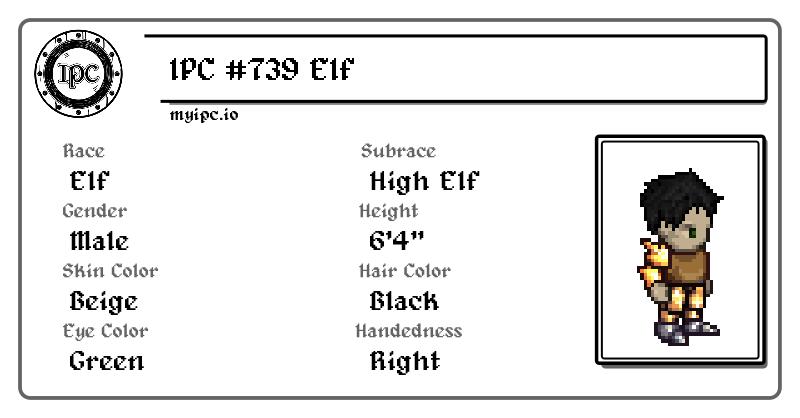 IPC
IPC #739 Elf
myipc.io
Race
Elf
Subrace
High Elf
Gender
Male
Height
6'4"
Skin Color
Beige
Hair Color
Black
Eye Color
Green
Handedness
Right